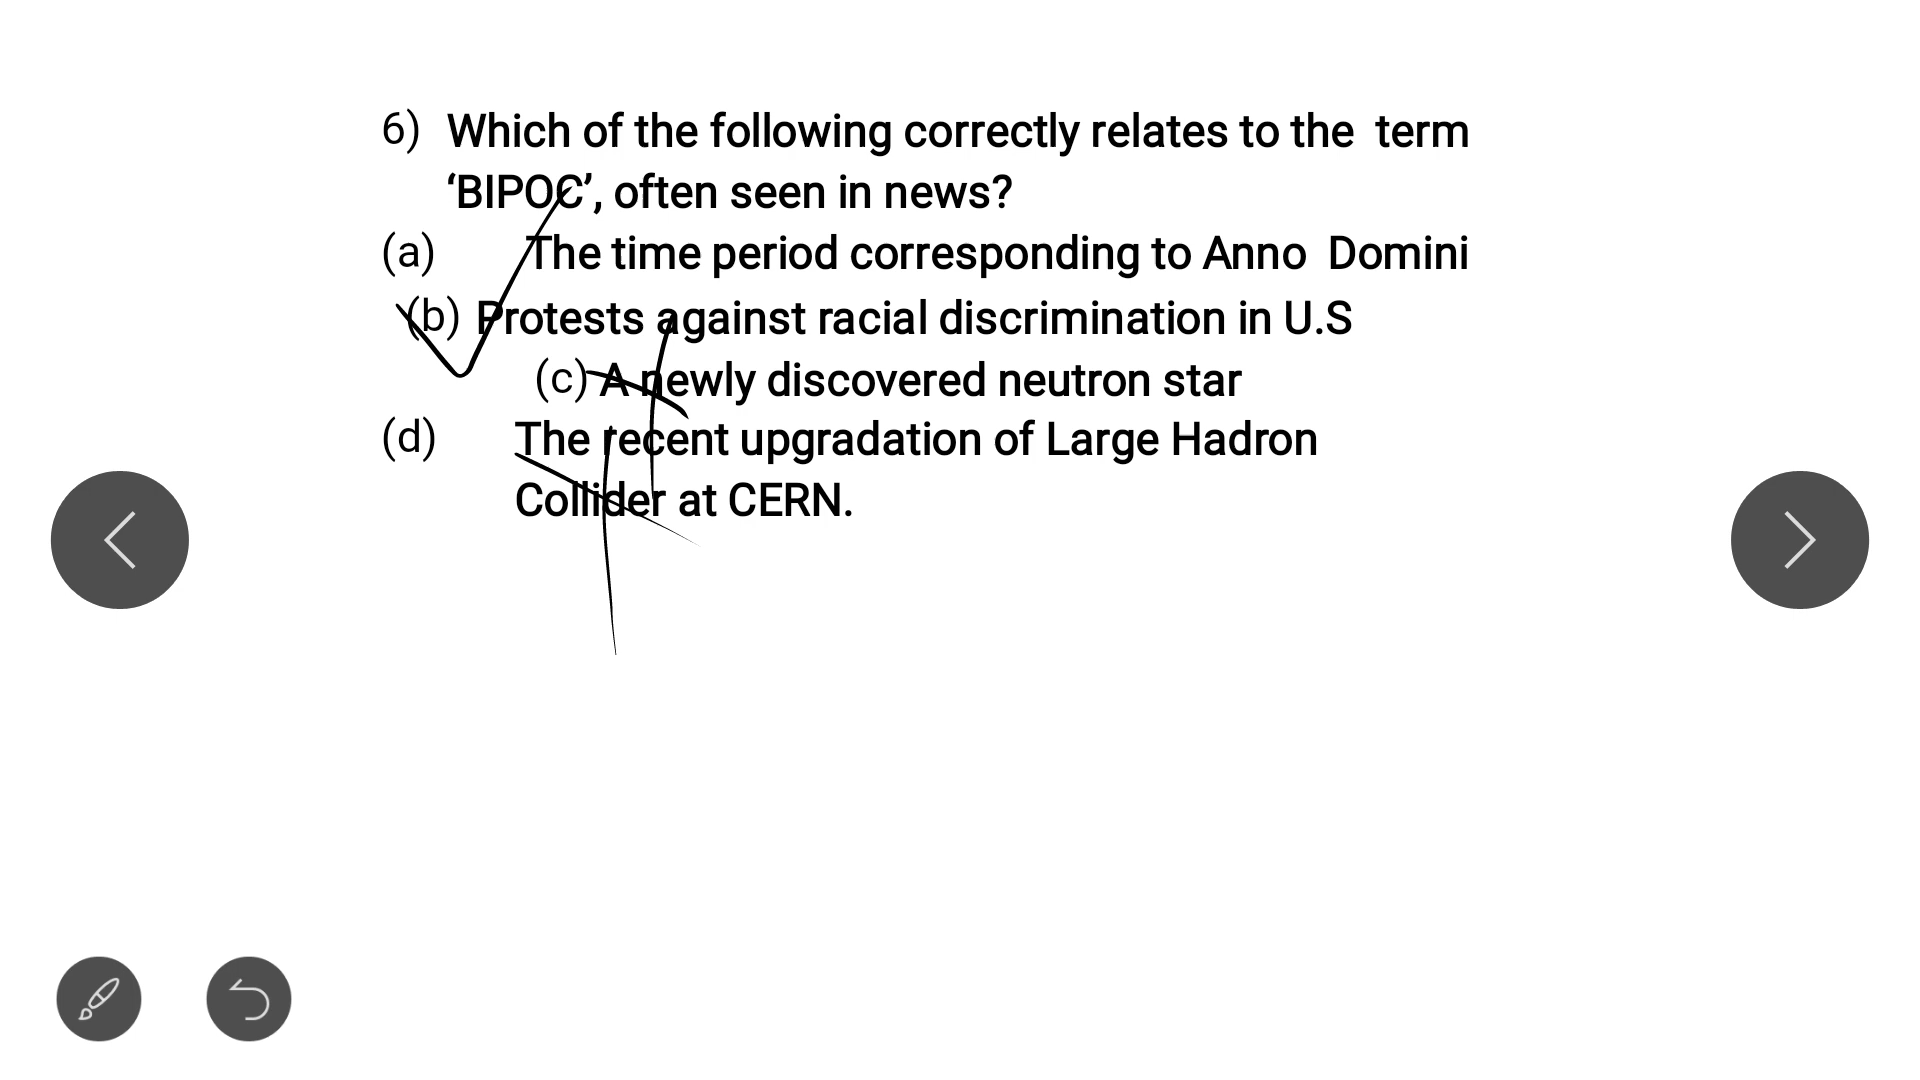 6) Which of the following correctly relates to the term
‘BIPOC’, often seen in news?
(a) The time period corresponding to Anno Domini
(b) Protests against racial discrimination in U.S
(c) A newly discovered neutron star
(d) The recent upgradation of Large Hadron
Collider at CERN.